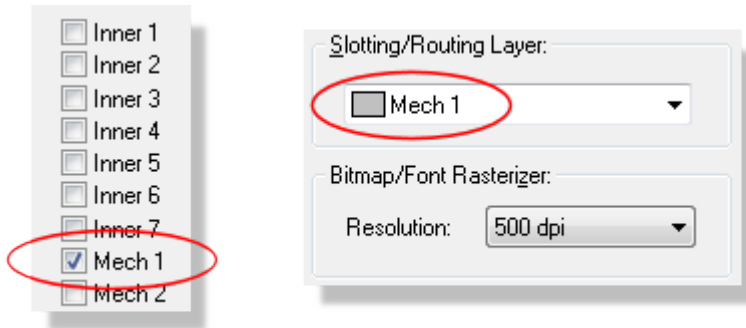 Inner 1
Inner 2
Inner 3
Inner 4
Inner 5
Inner 6
Inner 7
Mech 1
Mech 2
Slotting/Routing Layer:
Mech 1
Bitmap/Font Rasterizer:
Resolution: 500 dpi